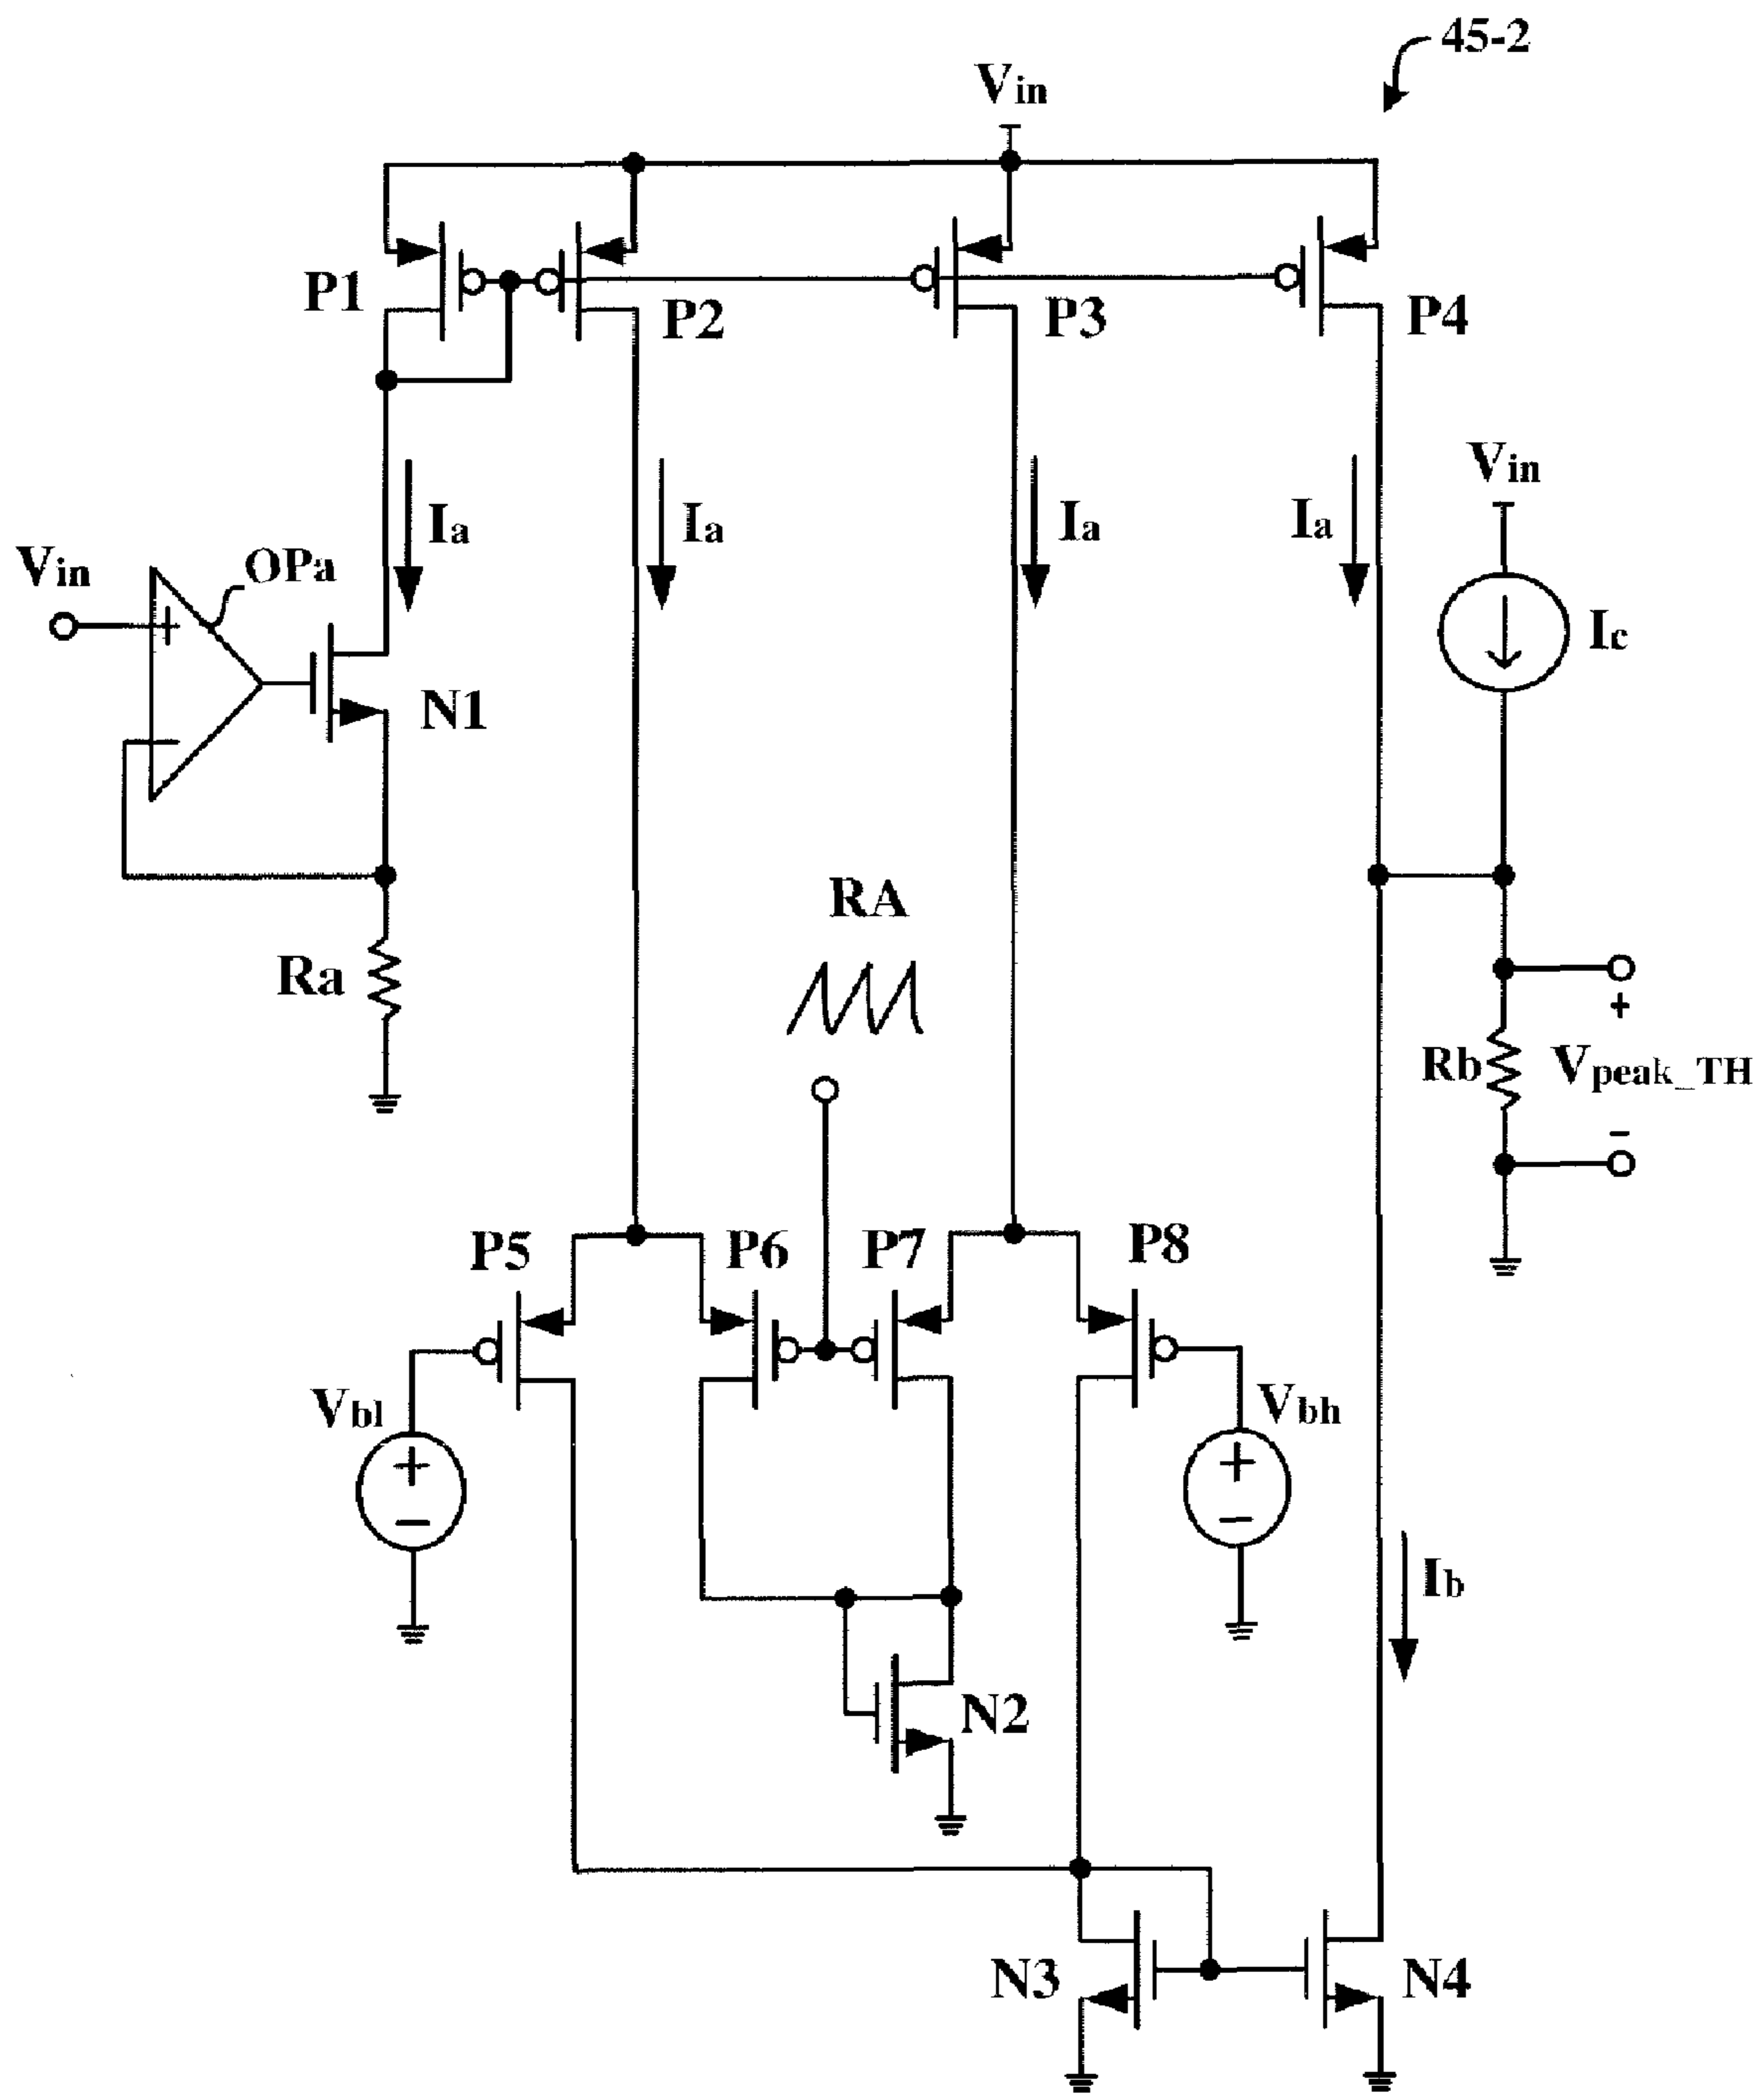 45-2
Vin
P1
P2
P3
P4
Vin
Ia
Ia
Ia
Ia
Vin
OPa
+
−
N1
Ic
RA
Ra
+
Rb
Vpeak_TH
−
P5
P6
P7
P8
Vbl
+
−
Vbh
+
−
Ib
N2
N3
N4